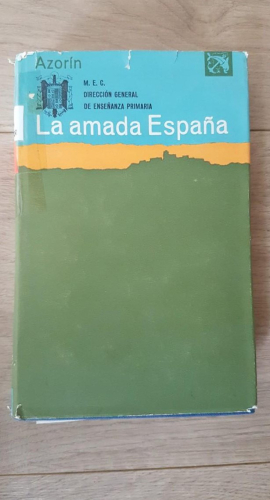 Azorín
M. E. C.
DIRECCIÓN GENERAL
DE ENSEÑANZA PRIMARIA
La amada España